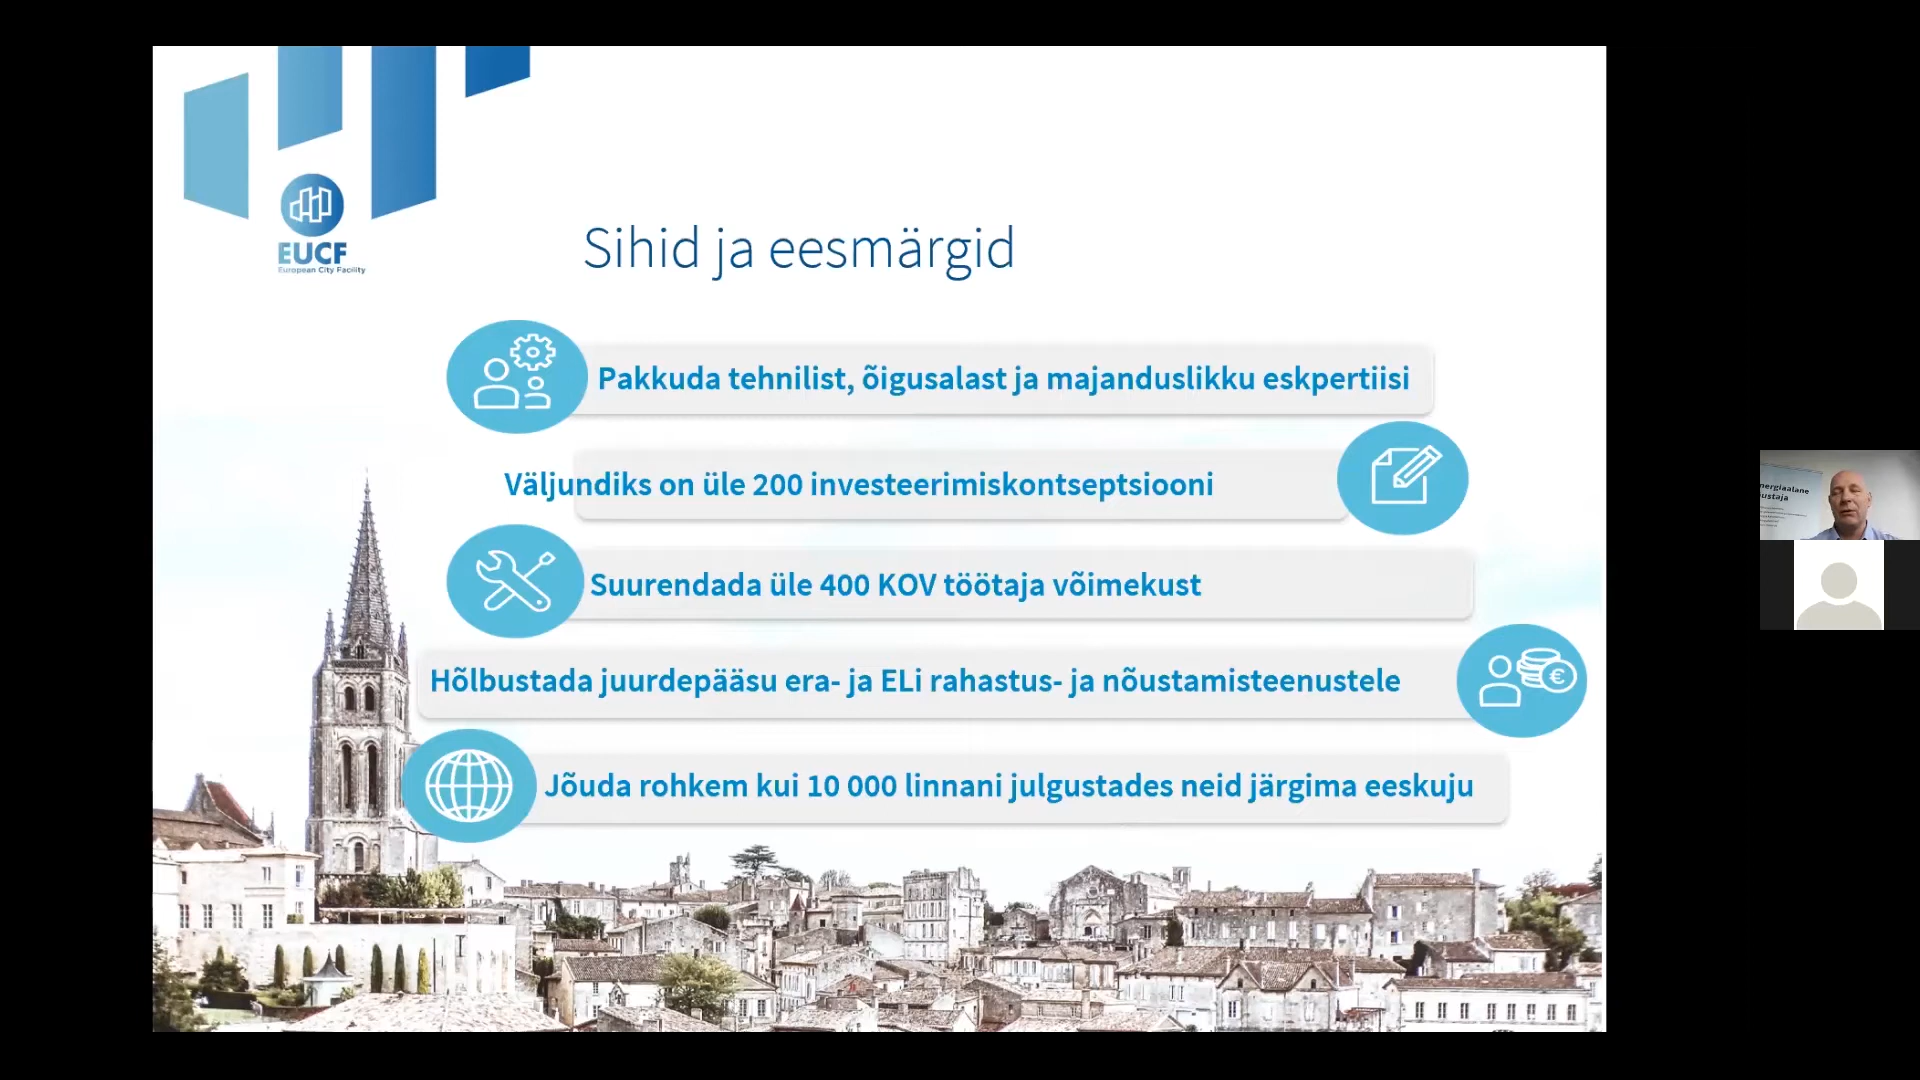 EUCF
European City Facility
Sihid ja eesmärgid
Pakkuda tehnilist, õigusalast ja majanduslikku eskpertiisi
Väljundiks on üle 200 investeerimiskontseptsiooni
Suurendada üle 400 KOV töötaja võimekust
Hõlbustada juurdepääsu era- ja ELi rahastus- ja nõustamisteenustele
Jõuda rohkem kui 10 000 linnani julgustades neid järgima eeskuju
nergiaalane
ustaja